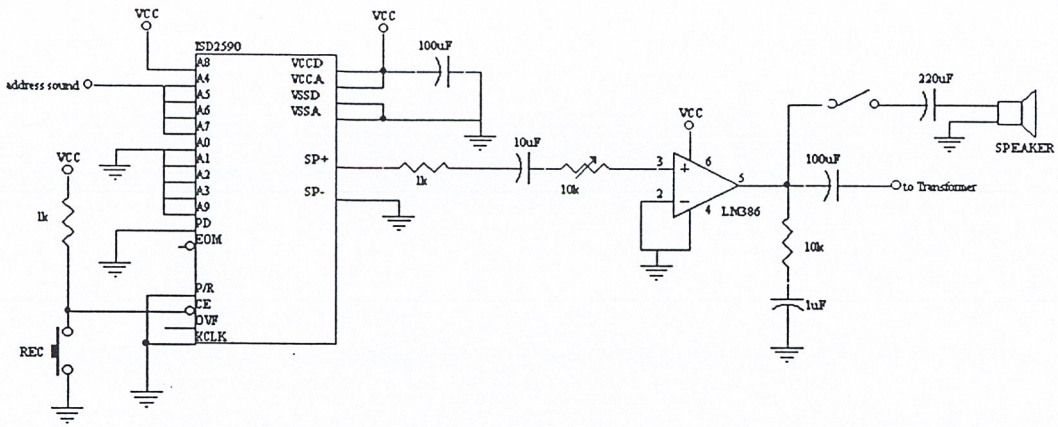 VCC
ISD2590
address sound
A8
A4
A5
A6
A7
A0
A1
A2
A3
A9
PD
EOM
P/R
CE
OVF
XCLK
VCCD
VCCA
VSSD
VSSA
SP+
SP-
VCC
100uF
VCC
1k
REC
1k
10uF
10k
VCC
3
6
+
5
2
-
4
LM386
220uF
SPEAKER
100uF
to Transformer
10k
1uF